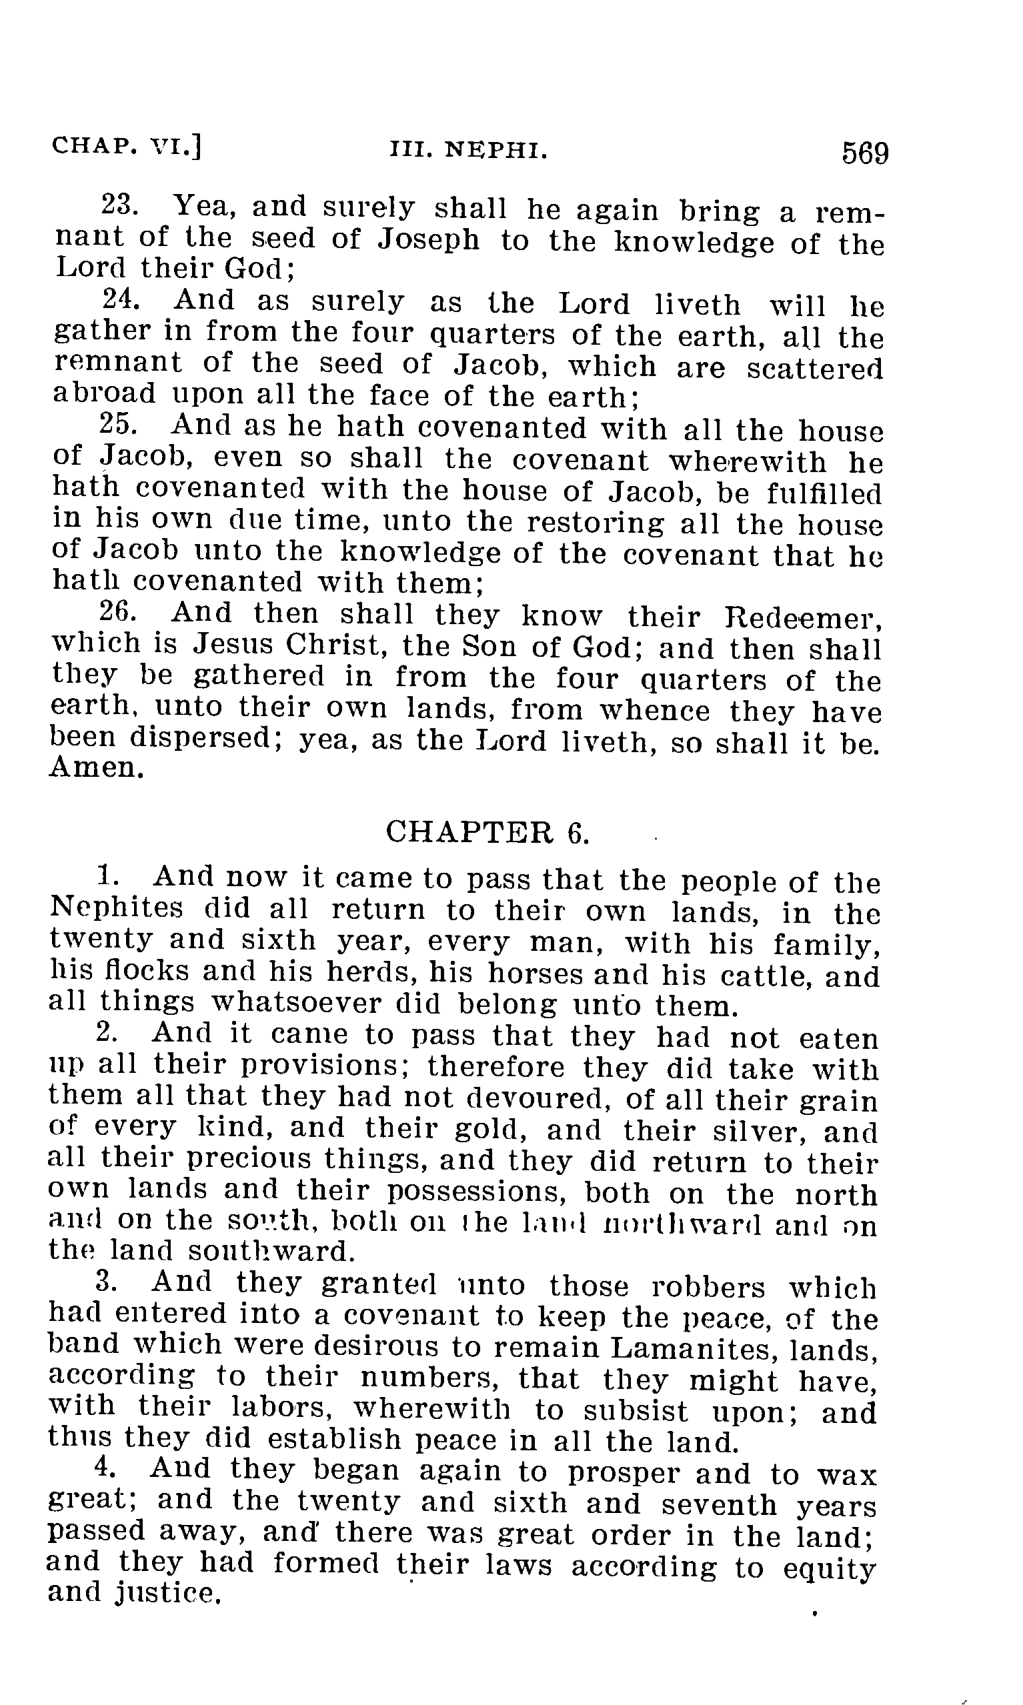 CHAP. VI.] III. NEPHI. 569
23. Yea, and surely shall he again bring a rem-
nant of the seed of Joseph to the knowledge of the
Lord their God;
24. And as surely as the Lord liveth will he
gather in from the four quarters of the earth, all the
remnant of the seed of Jacob, which are scattered
abroad upon all the face of the earth;
25. And as he hath covenanted with all the house
of Jacob, even so shall the covenant wherewith he
hath covenanted with the house of Jacob, be fulfilled
in his own due time, unto the restoring all the house
of Jacob unto the knowledge of the covenant that he
hath covenanted with them;
26. And then shall they know their Redeemer,
which is Jesus Christ, the Son of God; and then shall
they be gathered in from the four quarters of the
earth, unto their own lands, from whence they have
been dispersed; yea, as the Lord liveth, so shall it be.
Amen.
CHAPTER 6.
1. And now it came to pass that the people of the
Nephites did all return to their own lands, in the
twenty and sixth year, every man, with his family,
his flocks and his herds, his horses and his cattle, and
all things whatsoever did belong unto them.
2. And it came to pass that they had not eaten
up all their provisions; therefore they did take with
them all that they had not devoured, of all their grain
of every kind, and their gold, and their silver, and
all their precious things, and they did return to their
own lands and their possessions, both on the north
and on the south, both on the land northward and on
the land southward.
3. And they granted unto those robbers which
had entered into a covenant to keep the peace, of the
band which were desirous to remain Lamanites, lands,
according to their numbers, that they might have,
with their labors, wherewith to subsist upon; and
thus they did establish peace in all the land.
4. And they began again to prosper and to wax
great; and the twenty and sixth and seventh years
passed away, and there was great order in the land;
and they had formed their laws according to equity
and justice.